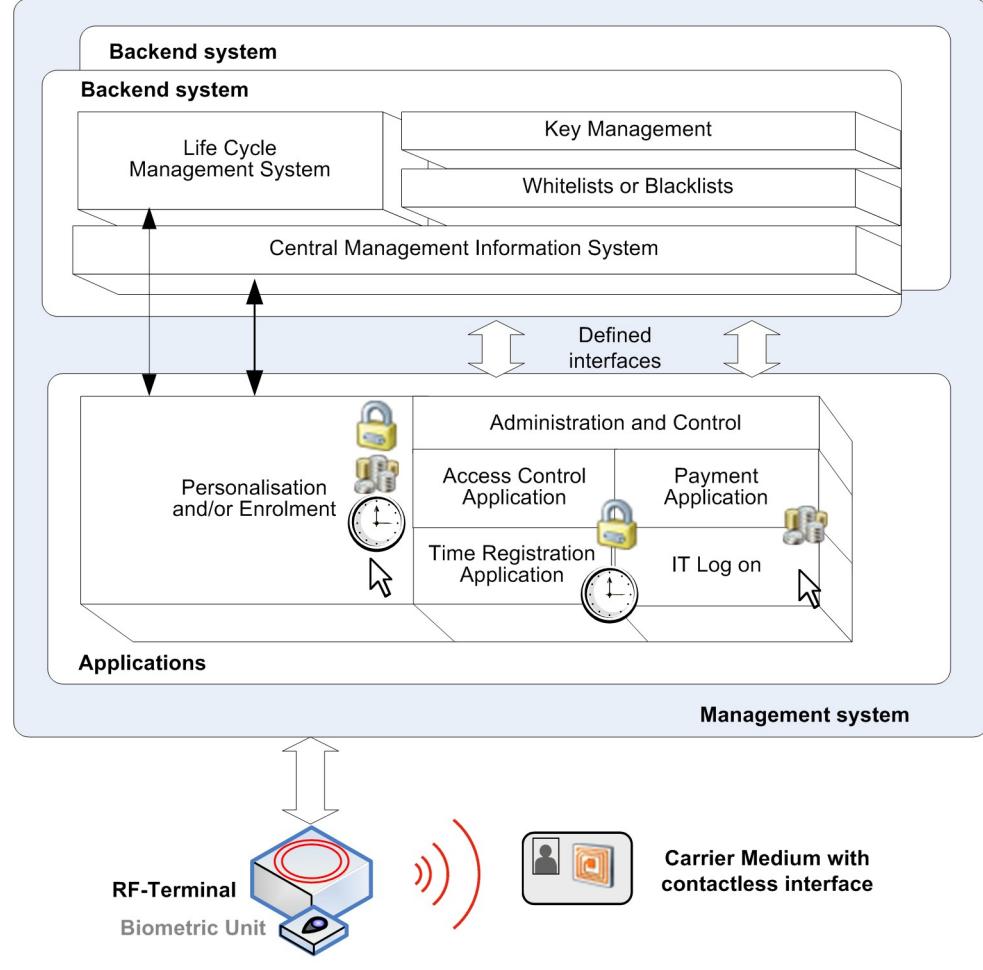 Backend system
Backend system
Life Cycle
Management System
Key Management
Whitelists or Blacklists
Central Management Information System
Defined
interfaces
Personalisation
and/or Enrolment
Administration and Control
Access Control
Application
Payment
Application
Time Registration
Application
IT Log on
Applications
Management system
RF-Terminal
Biometric Unit
Carrier Medium with
contactless interface